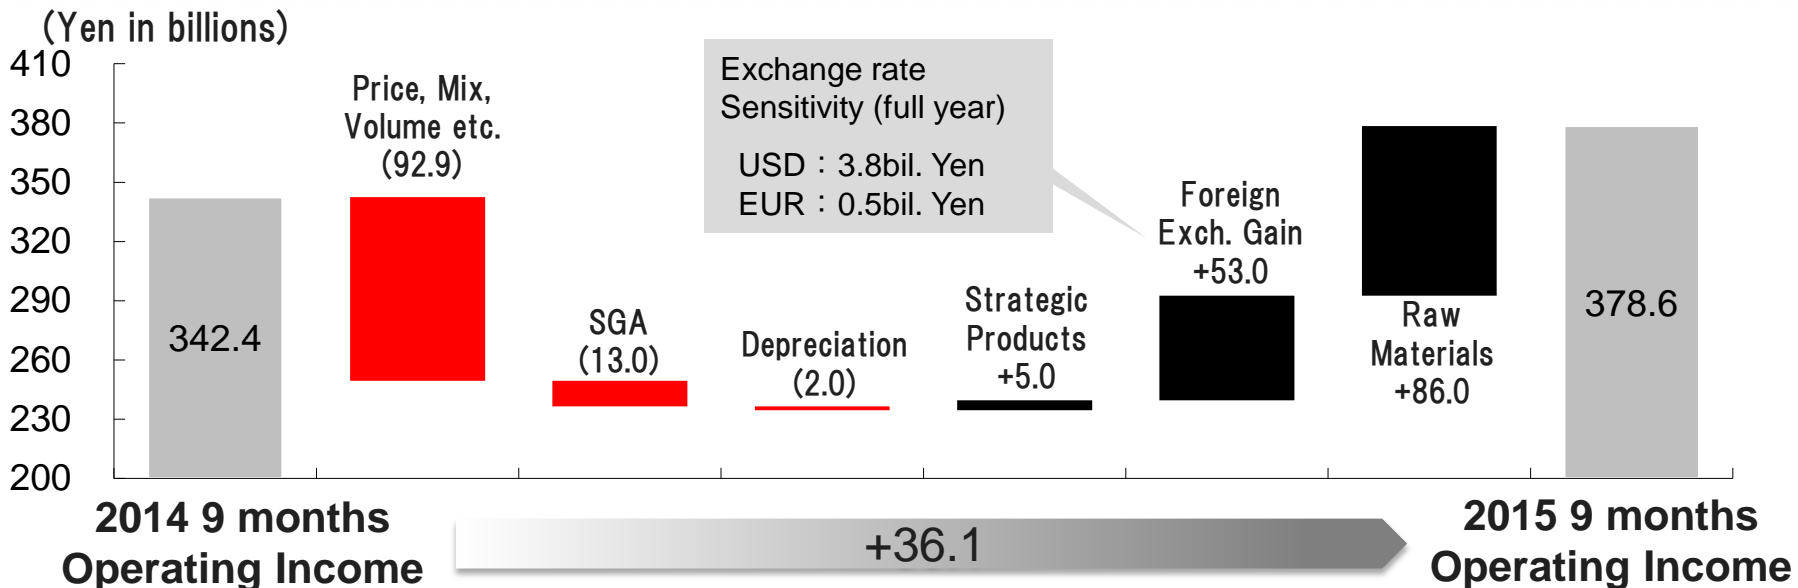 (Yen in billions)
410
380
350
320
290
260
230
200
342.4
Price, Mix,
Volume etc.
(92.9)
SGA
(13.0)
Depreciation
(2.0)
Strategic
Products
+5.0
Exchange rate
Sensitivity (full year)
USD：3.8bil. Yen
EUR：0.5bil. Yen
Foreign
Exch. Gain
+53.0
Raw
Materials
+86.0
378.6
2014 9 months
Operating Income
+36.1
2015 9 months
Operating Income